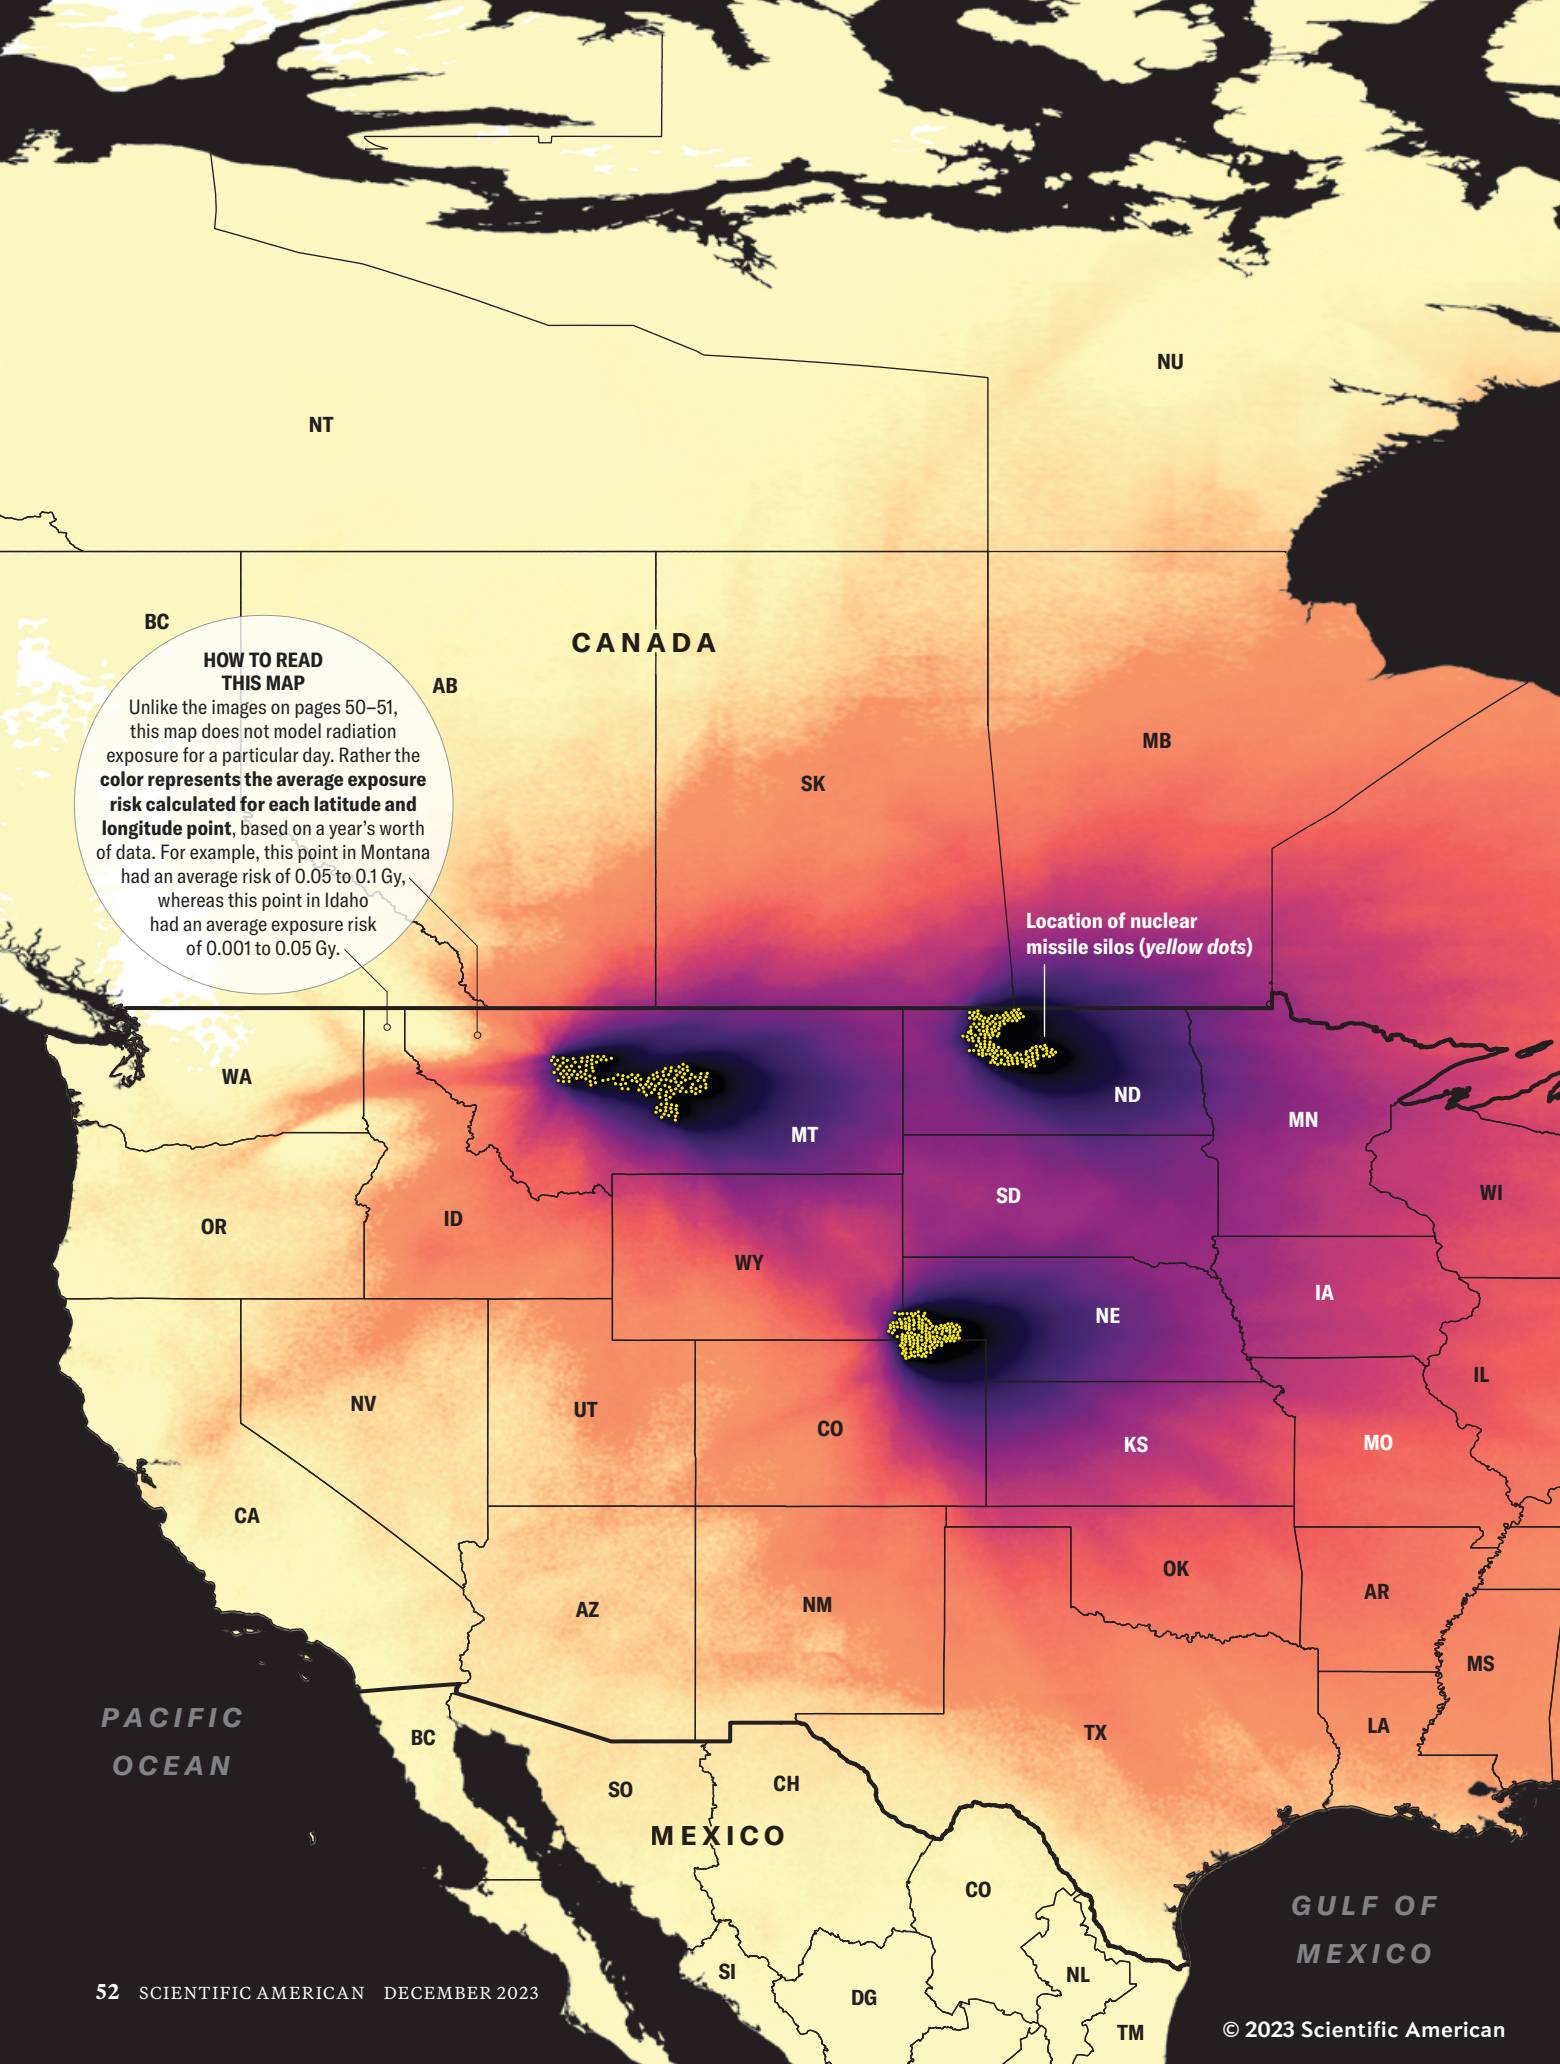 NU
NT
BC
CANADA
HOW TO READ
THIS MAP
Unlike the images on pages 50–51,
this map does not model radiation
exposure for a particular day. Rather the
color represents the average exposure
risk calculated for each latitude and
longitude point, based on a year’s worth
of data. For example, this point in Montana
had an average risk of 0.05 to 0.1 Gy,
whereas this point in Idaho
had an average exposure risk
of 0.001 to 0.05 Gy.
AB
MB
SK
Location of nuclear
missile silos (yellow dots)
WA
ND
MN
MT
WI
SD
OR
ID
WY
IA
NE
IL
NV
UT
CO
MO
KS
CA
OK
AR
AZ
NM
MS
PACIFIC
OCEAN
LA
TX
BC
SO
CH
MEXICO
CO
GULF OF
MEXICO
SI
NL
DG
TM
52 SCIENTIFIC AMERICAN DECEMBER 2023
© 2023 Scientific American